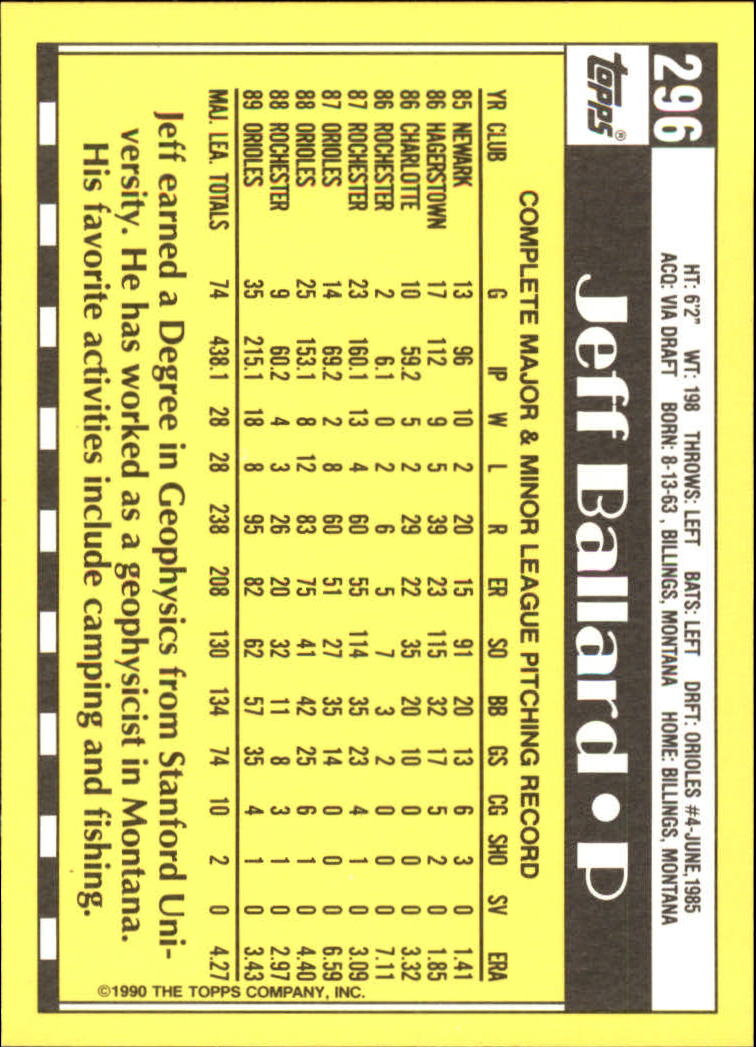 296
HT: 6'2" WT: 198 THROWS: LEFT BATS: LEFT DRFT: ORIOLES #4-JUNE, 1985
ACQ: VIA DRAFT BORN: 8-13-63, BILLINGS, MONTANA HOME: BILLINGS, MONTANA
topps®
Jeff Ballard • P
COMPLETE MAJOR & MINOR LEAGUE PITCHING RECORD
YR CLUB G IP W L R ER SO BB GS CG SHO SV ERA
85 NEWARK 13 96 10 2 20 15 91 20 13 6 3 0 1.41
86 HAGERSTOWN 17 112 9 5 39 23 115 32 17 5 2 0 1.85
86 CHARLOTTE 10 59.2 5 2 29 22 35 20 10 0 0 0 3.32
86 ROCHESTER 2 6.1 0 2 6 5 7 3 2 0 0 0 7.11
87 ROCHESTER 23 160.1 13 4 60 55 114 35 23 4 1 0 3.09
87 ORIOLES 14 69.2 2 8 60 51 27 35 14 0 0 0 6.59
88 ORIOLES 25 153.1 8 12 83 75 41 42 25 6 1 0 4.40
88 ROCHESTER 9 60.2 4 3 26 20 32 11 8 3 1 0 2.97
89 ORIOLES 35 215.1 18 8 95 82 62 57 35 4 1 0 3.43
MAJ. LEA. TOTALS 74 438.1 28 28 238 208 130 134 74 10 2 0 4.27
Jeff earned a Degree in Geophysics from Stanford Uni-
versity. He has worked as a geophysicist in Montana.
His favorite activities include camping and fishing.
©1990 THE TOPPS COMPANY, INC.